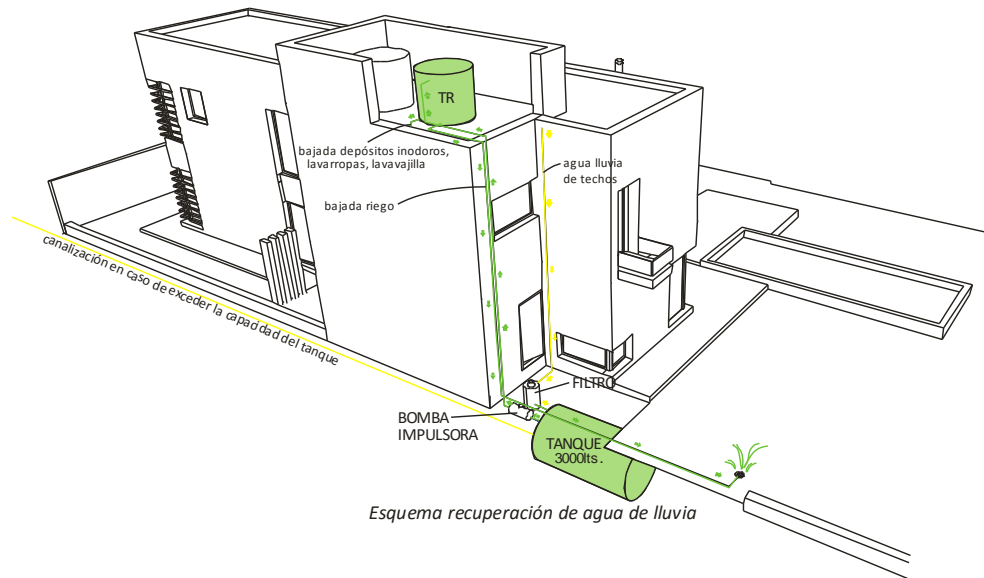 TR
bajada depósitos inodoros,
lavarropas, lavavajilla
agua lluvia
de techos
bajada riego
canalización en caso de exceder la capacidad del tanque
FILTRO
BOMBA
IMPULSORA
TANQUE
3000lts.
Esquema recuperación de agua de lluvia